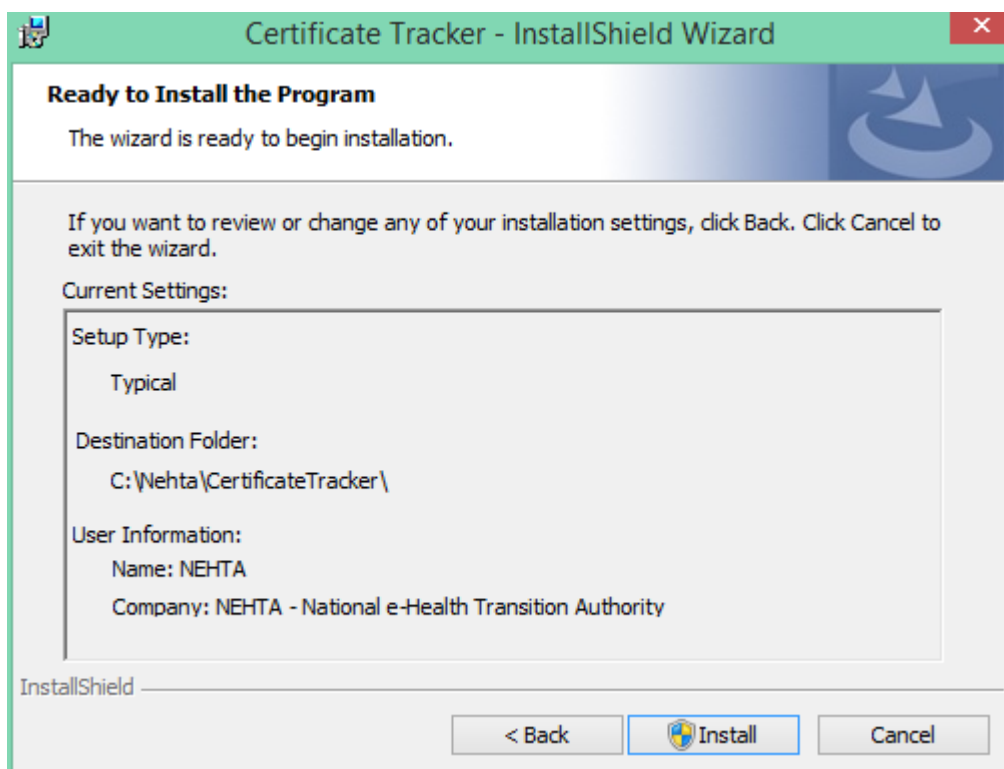 Certificate Tracker - InstallShield Wizard
Ready to Install the Program
The wizard is ready to begin installation.
If you want to review or change any of your installation settings, click Back. Click Cancel to
exit the wizard.
Current Settings:
Setup Type:
Typical
Destination Folder:
C:\Nehta\CertificateTracker\
User Information:
Name: NEHTA
Company: NEHTA - National e-Health Transition Authority
InstallShield
< Back
Install
Cancel